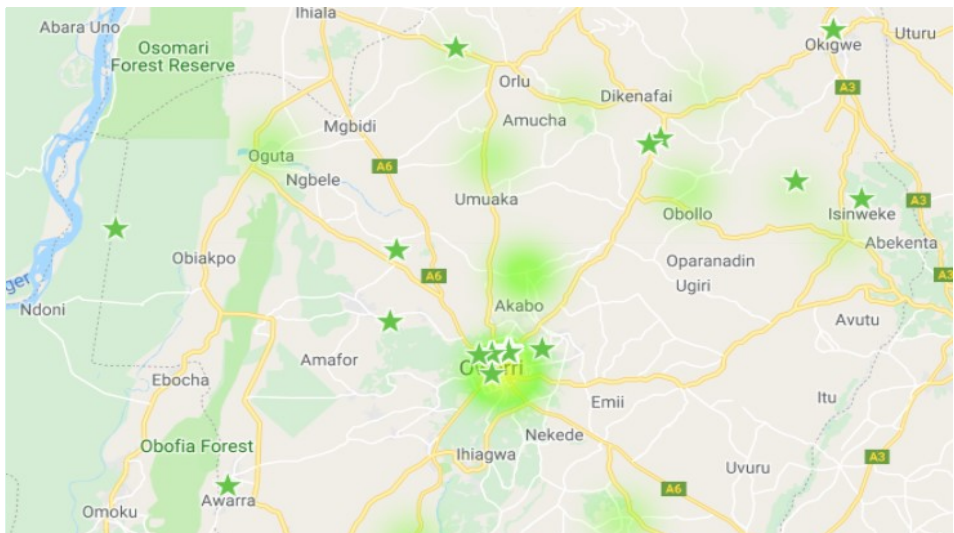 Ihiala
Abara Uno
Osomari
Forest Reserve
Okigwe
Uturu
Orlu
A3
Dikenafai
Amucha
Mgbidi
Oguta
A6
Ngbele
Umuaka
Obollo
Isinweke
A3
Abekenta
Obiakpo
Oparanadin
A6
A3
Ugiri
Akabo
Ndoni
Avutu
Amafor
Ebocha
Emii
Itu
Nekede
Obofia Forest
Ihiagwa
A3
Uvuru
Awarra
A6
Omoku